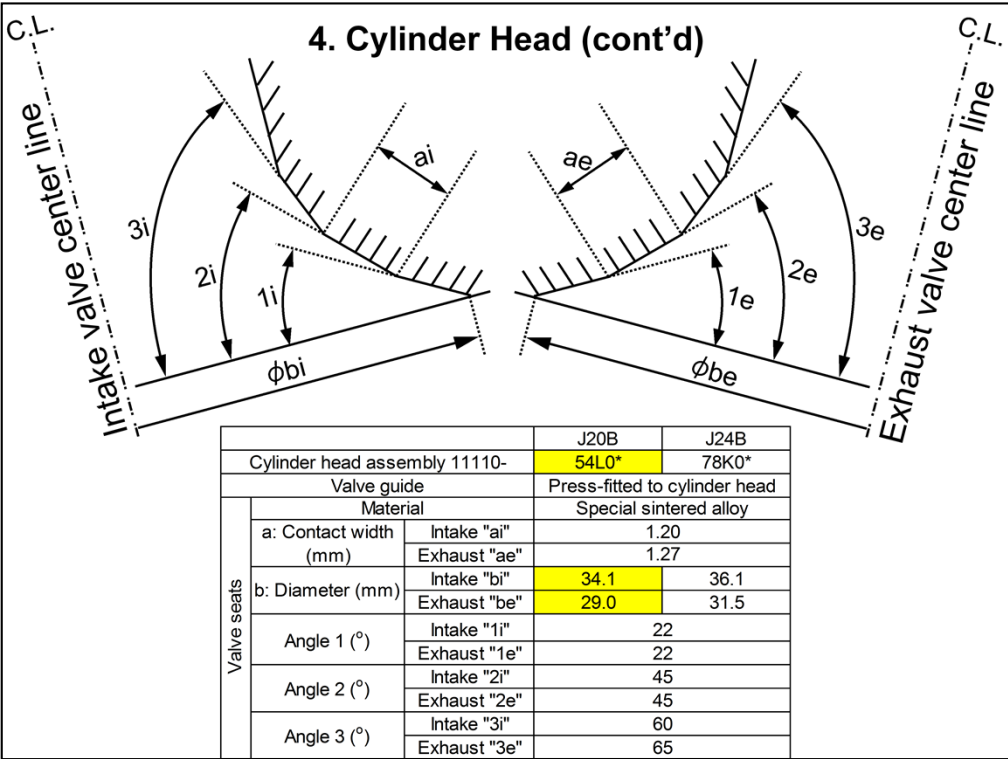 4. Cylinder Head (cont'd)
C.L.
C.L.
Intake valve center line
Exhaust valve center line
3i
2i
1i
ai
ϕbi
ae
1e
2e
3e
ϕbe
J20B J24B
Cylinder head assembly 11110- 54L0* 78K0*
Valve guide Press-fitted to cylinder head
Valve seats
Material Special sintered alloy
a: Contact width (mm) Intake "ai" 1.20
Exhaust "ae" 1.27
b: Diameter (mm) Intake "bi" 34.1 36.1
Exhaust "be" 29.0 31.5
Angle 1 (°) Intake "1i" 22
Exhaust "1e" 22
Angle 2 (°) Intake "2i" 45
Exhaust "2e" 45
Angle 3 (°) Intake "3i" 60
Exhaust "3e" 65